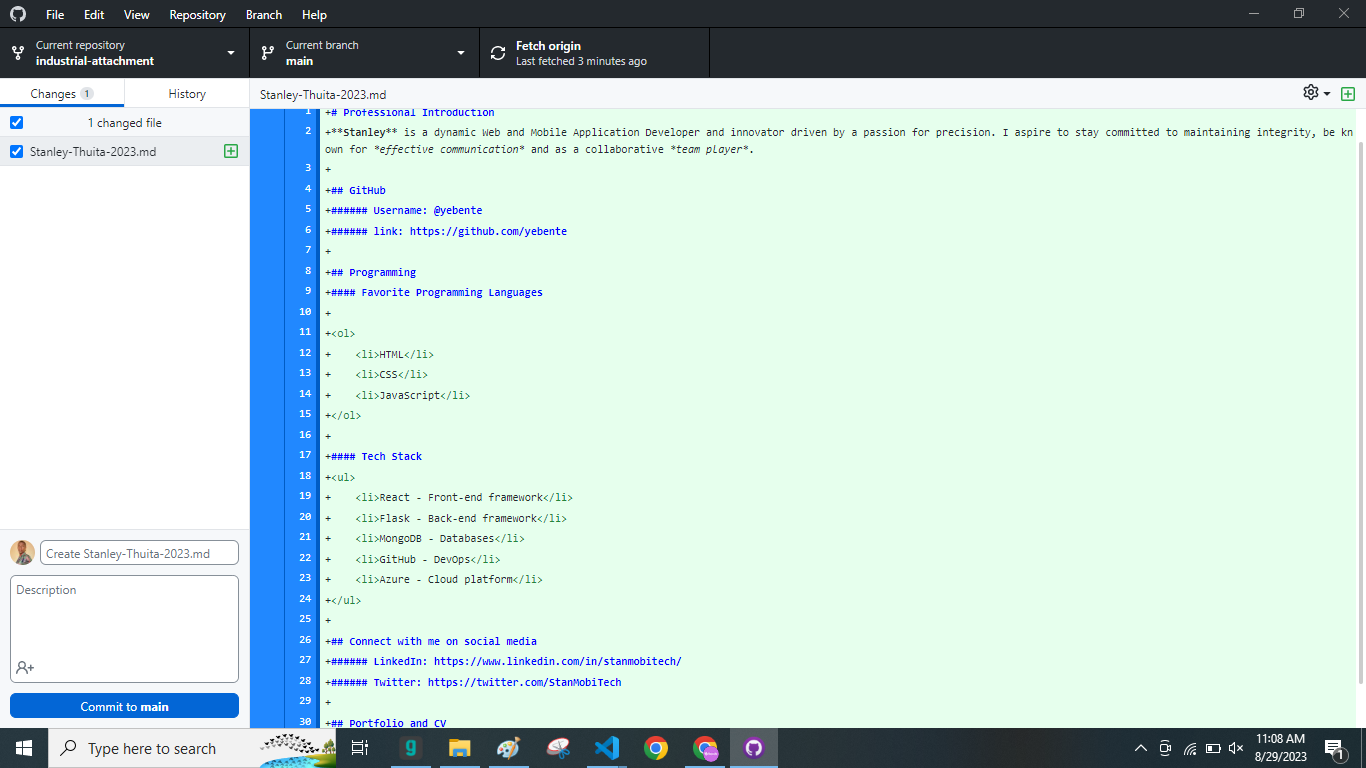 File Edit View Repository Branch Help
Current repository
industrial-attachment
Current branch
main
Fetch origin
Last fetched 3 minutes ago
Changes 1
History
1 changed file
Stanley-Thuita-2023.md
Create Stanley-Thuita-2023.md
Description
Commit to main
Stanley-Thuita-2023.md
1 +# Professional Introduction
2 +**Stanley** is a dynamic Web and Mobile Application Developer and innovator driven by a passion for precision. I aspire to stay committed to maintaining integrity, be kn
own for *effective communication* and as a collaborative *team player*.
3 +
4 +## GitHub
5 +###### Username: @yebente
6 +###### link: https://github.com/yebente
7 +
8 +## Programming
9 +#### Favorite Programming Languages
10 +
11 +<ol>
12 +    <li>HTML</li>
13 +    <li>CSS</li>
14 +    <li>JavaScript</li>
15 +</ol>
16 +
17 +#### Tech Stack
18 +<ul>
19 +    <li>React - Front-end framework</li>
20 +    <li>Flask - Back-end framework</li>
21 +    <li>MongoDB - Databases</li>
22 +    <li>GitHub - DevOps</li>
23 +    <li>Azure - Cloud platform</li>
24 +</ul>
25 +
26 +## Connect with me on social media
27 +###### LinkedIn: https://www.linkedin.com/in/stanmobitech/
28 +###### Twitter: https://twitter.com/StanMobiTech
29 +
30 +## Portfolio and CV
Type here to search
g
11:08 AM
8/29/2023
1